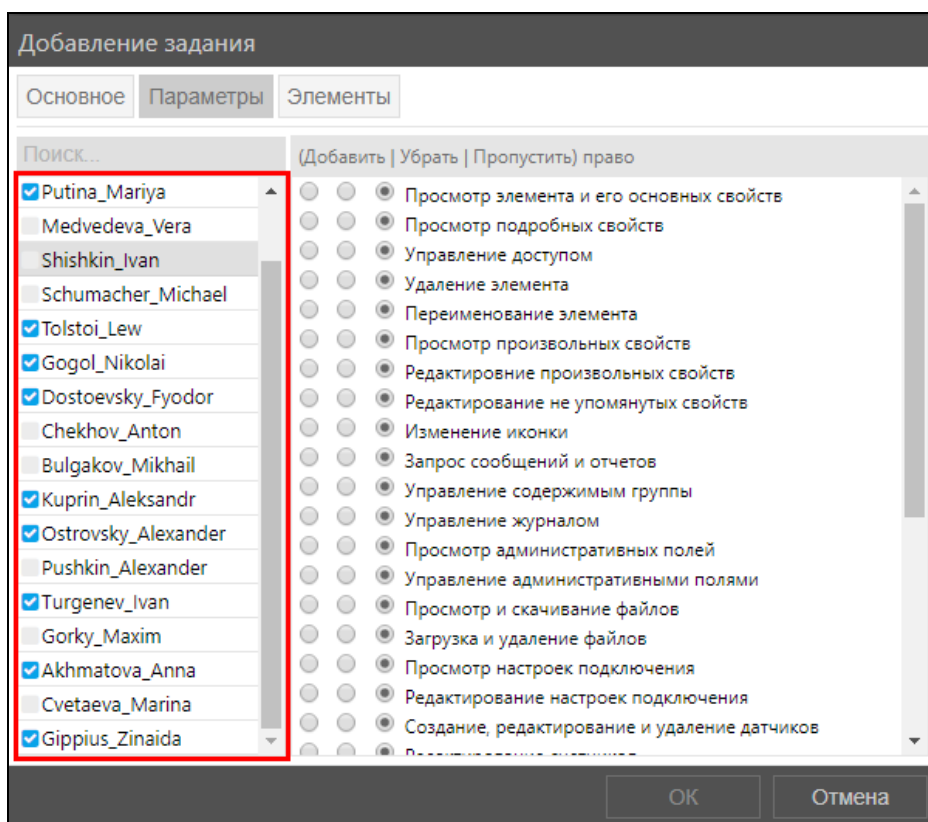 Добавление задания
Основное Параметры Элементы
Поиск...
Putina_Mariya
Medvedeva_Vera
Shishkin_Ivan
Schumacher_Michael
Tolstoi_Lew
Gogol_Nikolai
Dostoevsky_Fyodor
Chekhov_Anton
Bulgakov_Mikhail
Kuprin_Aleksandr
Ostrovsky_Alexander
Pushkin_Alexander
Turgenev_Ivan
Gorky_Maxim
Akhmatova_Anna
Cvetaeva_Marina
Gippius_Zinaida
(Добавить | Убрать | Пропустить) право
Просмотр элемента и его основных свойств
Просмотр подробных свойств
Управление доступом
Удаление элемента
Переименование элемента
Просмотр произвольных свойств
Редактировние произвольных свойств
Редактирование не упомянутых свойств
Изменение иконки
Запрос сообщений и отчетов
Управление содержимым группы
Управление журналом
Просмотр административных полей
Управление административными полями
Просмотр и скачивание файлов
Загрузка и удаление файлов
Просмотр настроек подключения
Редактирование настроек подключения
Создание, редактирование и удаление датчиков
ОК Отмена